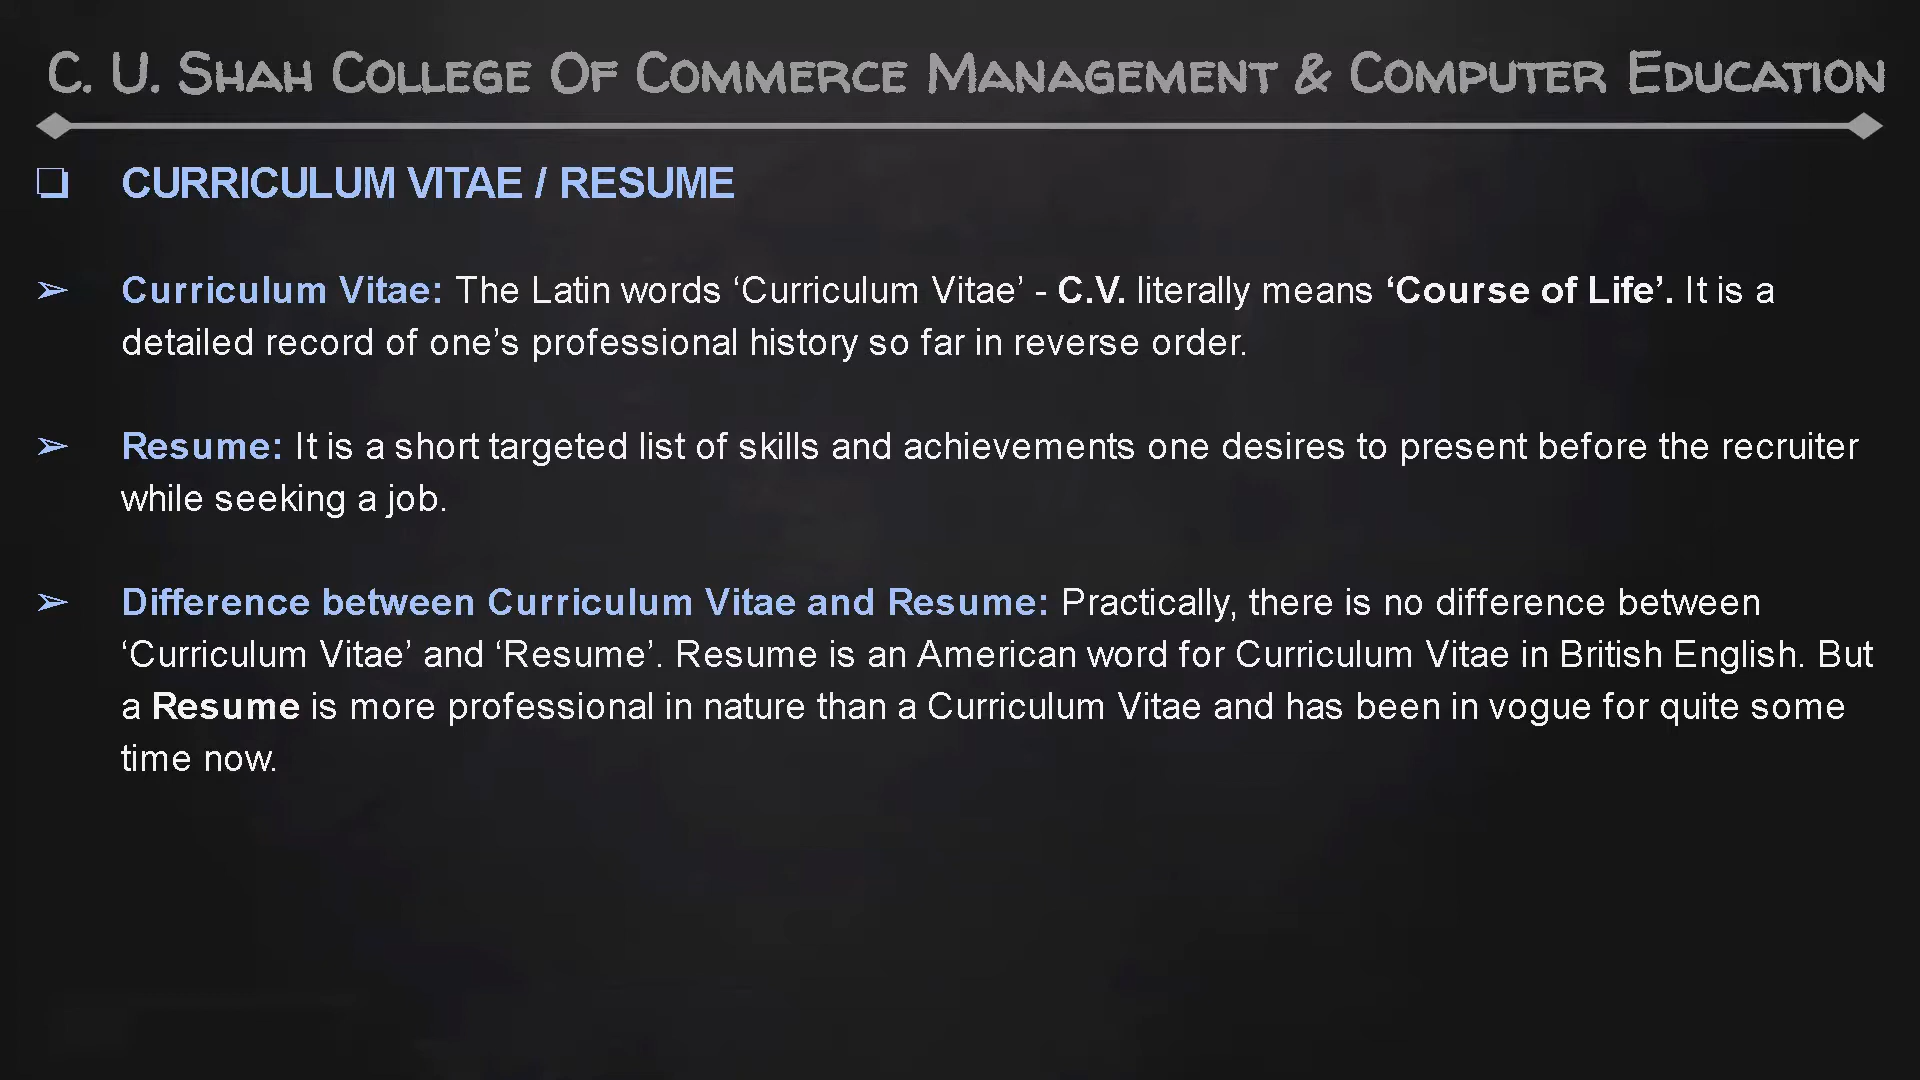 C. U. Shah College Of Commerce Management & Computer Education
❏ CURRICULUM VITAE / RESUME
➢ Curriculum Vitae: The Latin words ‘Curriculum Vitae’ - C.V. literally means ‘Course of Life’. It is a
detailed record of one’s professional history so far in reverse order.
➢ Resume: It is a short targeted list of skills and achievements one desires to present before the recruiter
while seeking a job.
➢ Difference between Curriculum Vitae and Resume: Practically, there is no difference between
‘Curriculum Vitae’ and ‘Resume’. Resume is an American word for Curriculum Vitae in British English. But
a Resume is more professional in nature than a Curriculum Vitae and has been in vogue for quite some
time now.